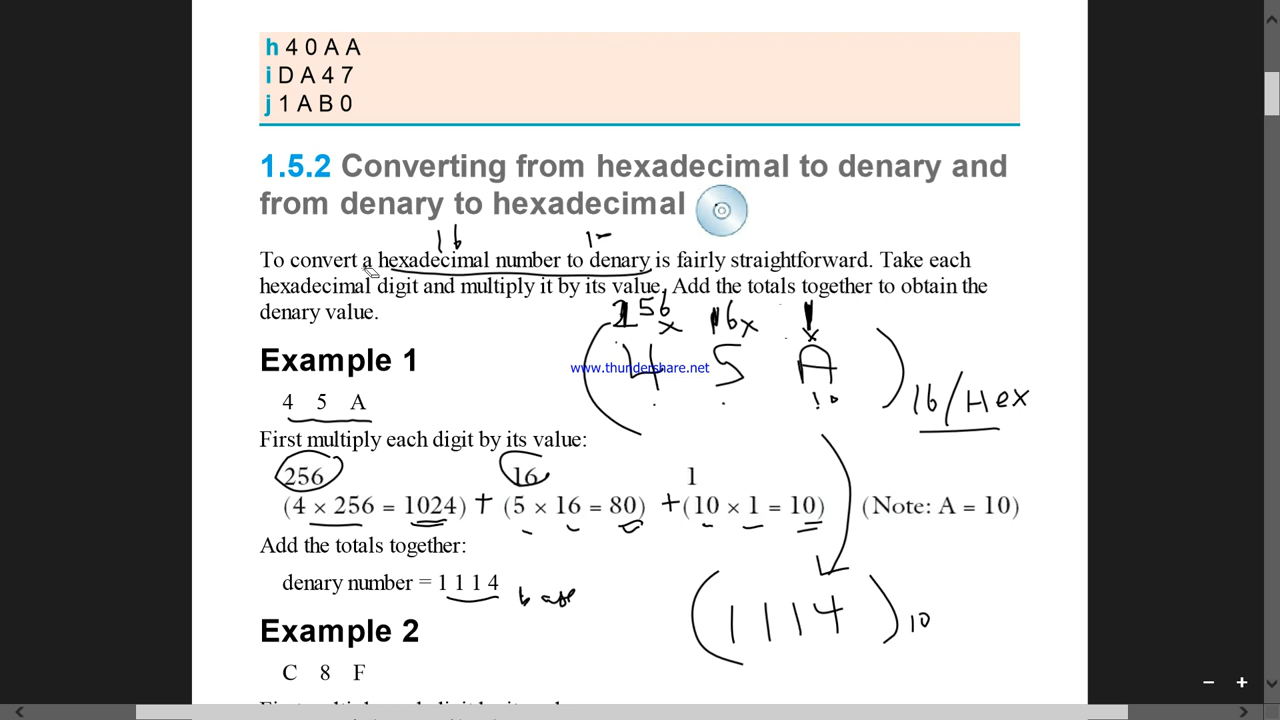 h 4 0 A A
i D A 4 7
j 1 A B 0
1.5.2 Converting from hexadecimal to denary and
from denary to hexadecimal
16 10
To convert a hexadecimal number to denary is fairly straightforward. Take each
hexadecimal digit and multiply it by its value. Add the totals together to obtain the
denary value.
256 x 16 x 1 x
Example 1
www.thundershare.net
( 4 5 A ) 16/Hex
10
4 5 A
First multiply each digit by its value:
256 16 1
(4 × 256 = 1024) + (5 × 16 = 80) + (10 × 1 = 10) (Note: A = 10)
Add the totals together:
denary number = 1 1 1 4 base
(1114)10
Example 2
C 8 F